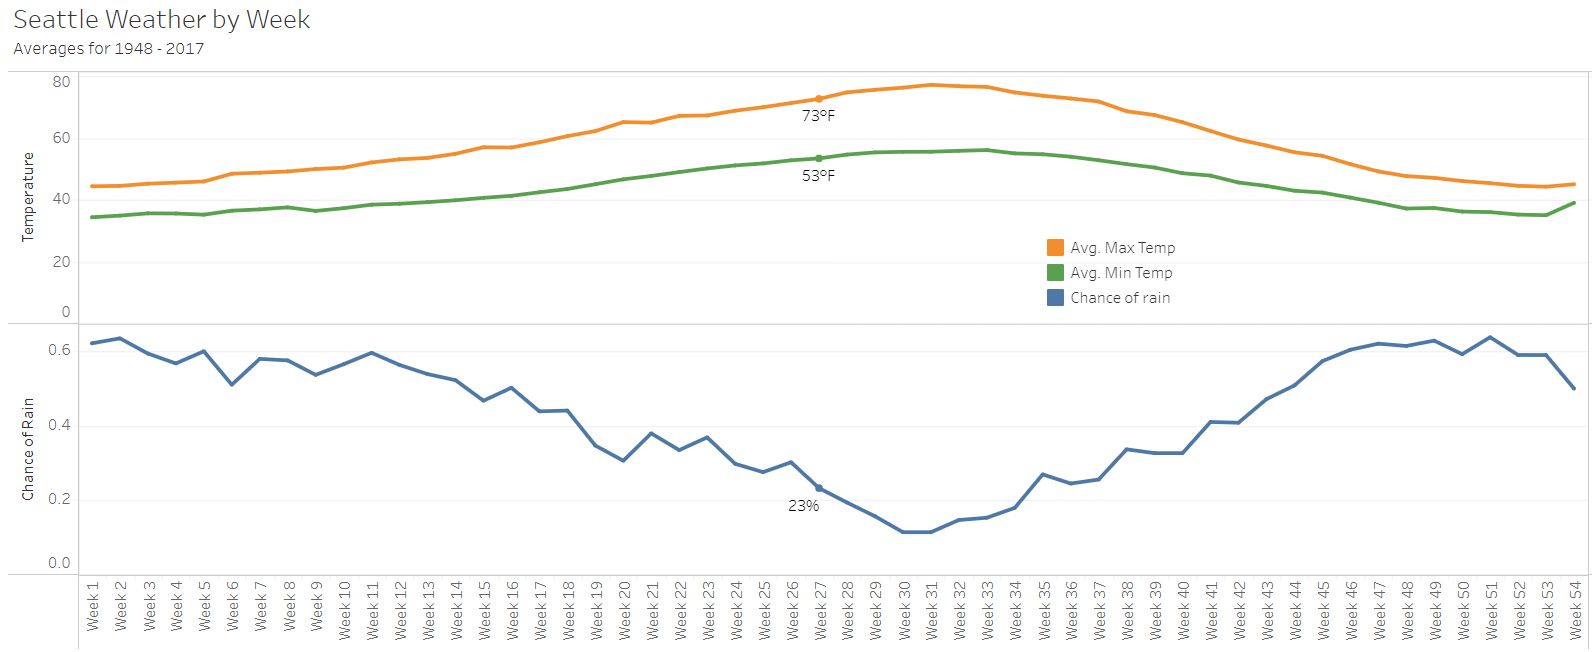 Seattle Weather by Week
Averages for 1948 - 2017
Temperature
80
60
40
20
0
73ºF
53ºF
Avg. Max Temp
Avg. Min Temp
Chance of rain
Chance of Rain
0.6
0.4
0.2
0.0
23%
Week 1
Week 2
Week 3
Week 4
Week 5
Week 6
Week 7
Week 8
Week 9
Week 10
Week 11
Week 12
Week 13
Week 14
Week 15
Week 16
Week 17
Week 18
Week 19
Week 20
Week 21
Week 22
Week 23
Week 24
Week 25
Week 26
Week 27
Week 28
Week 29
Week 30
Week 31
Week 32
Week 33
Week 34
Week 35
Week 36
Week 37
Week 38
Week 39
Week 40
Week 41
Week 42
Week 43
Week 44
Week 45
Week 46
Week 47
Week 48
Week 49
Week 50
Week 51
Week 52
Week 53
Week 54